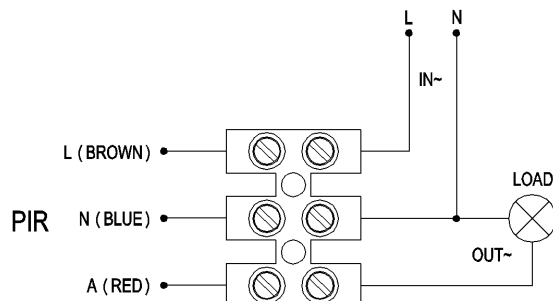 L N
IN~
L ( BROWN )
LOAD
PIR N ( BLUE )
OUT~
A ( RED )